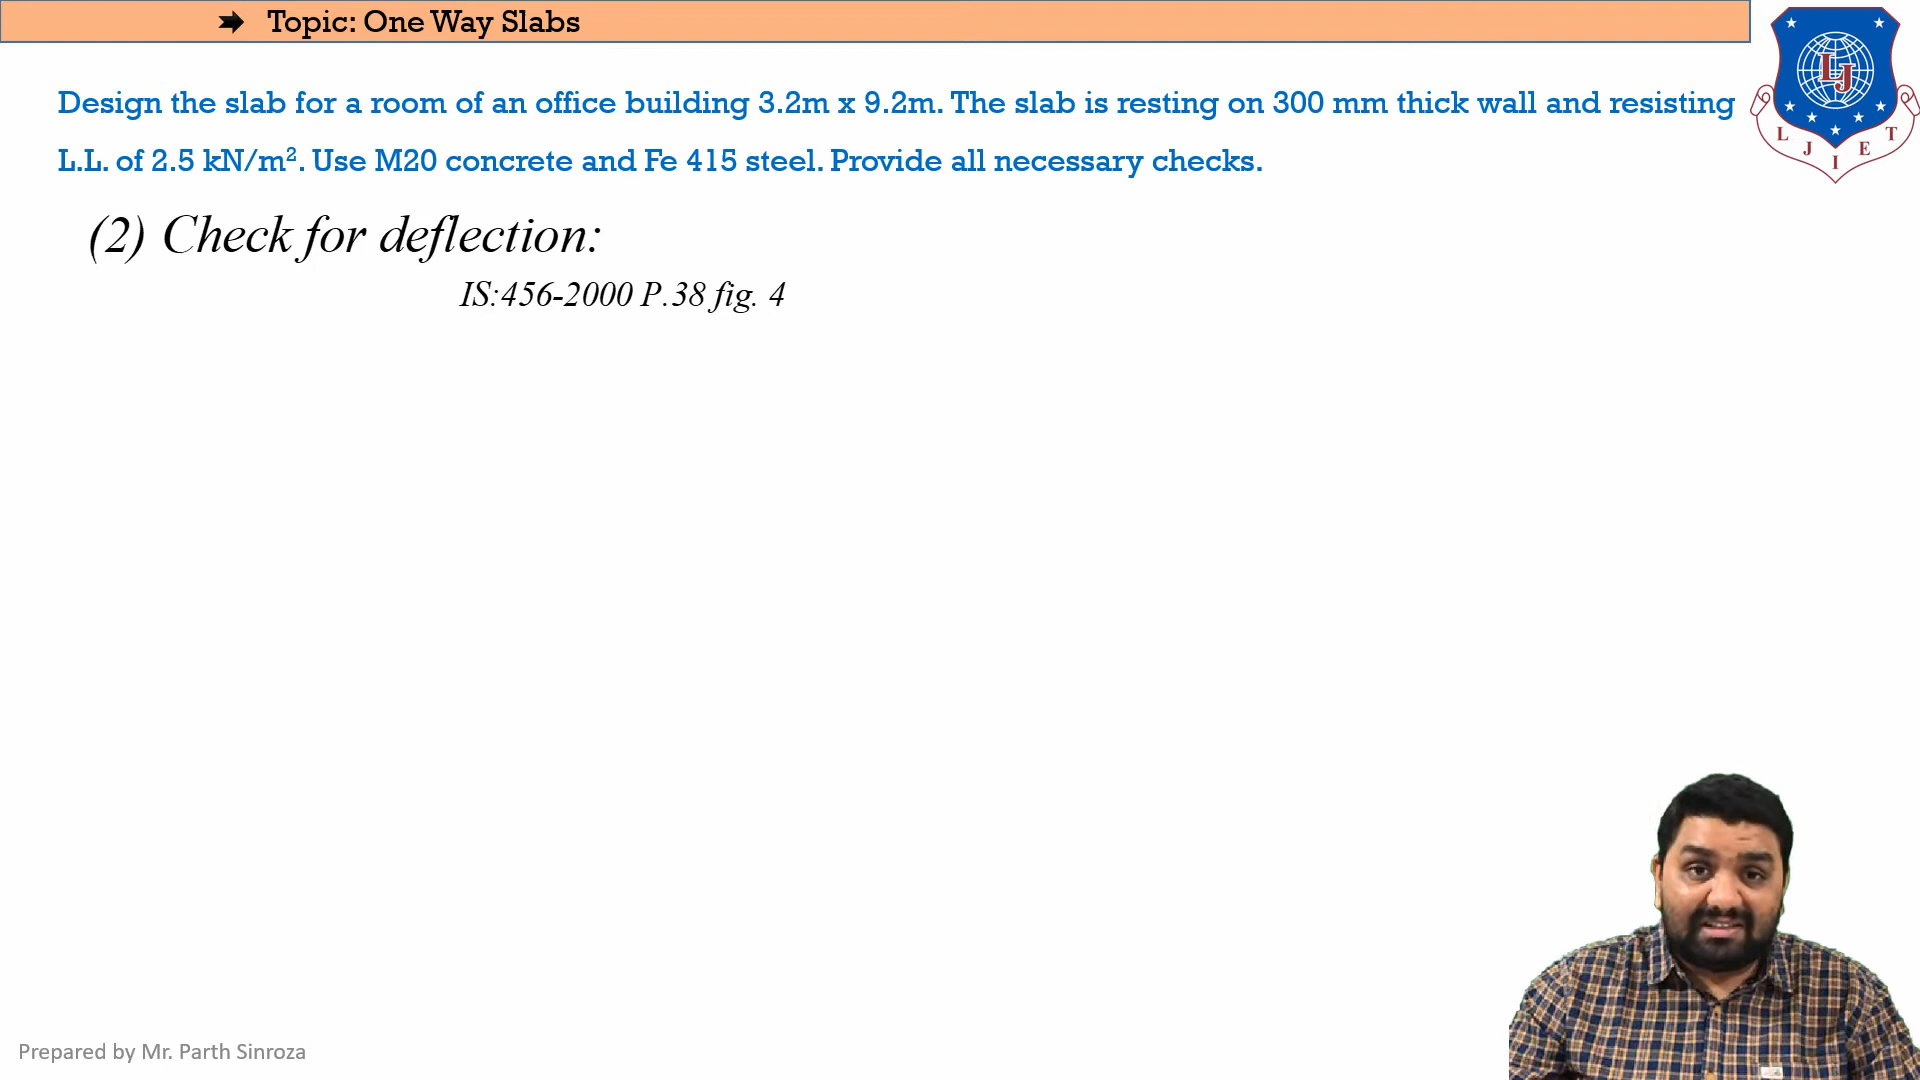 Topic: One Way Slabs
Design the slab for a room of an office building 3.2m x 9.2m. The slab is resting on 300 mm thick wall and resisting
L.L. of 2.5 kN/m². Use M20 concrete and Fe 415 steel. Provide all necessary checks.
LJ
L J I E T
(2) Check for deflection:
IS:456-2000 P.38 fig. 4
Prepared by Mr. Parth Sinroza